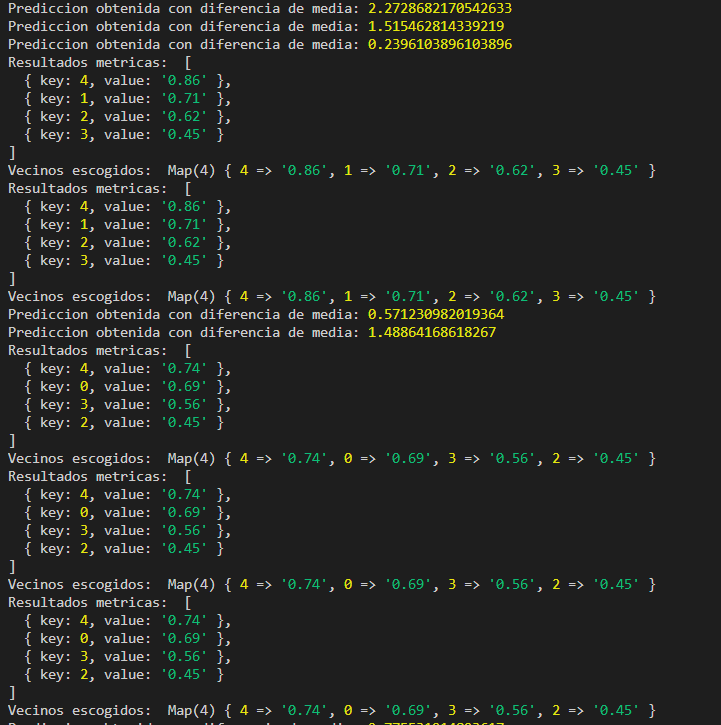 Prediccion obtenida con diferencia de media: 2.2728682170542633
Prediccion obtenida con diferencia de media: 1.515462814339219
Prediccion obtenida con diferencia de media: 0.2396103896103896
Resultados metricas:  [
  { key: 4, value: '0.86' },
  { key: 1, value: '0.71' },
  { key: 2, value: '0.62' },
  { key: 3, value: '0.45' }
]
Vecinos escogidos:  Map(4) { 4 => '0.86', 1 => '0.71', 2 => '0.62', 3 => '0.45' }
Resultados metricas:  [
  { key: 4, value: '0.86' },
  { key: 1, value: '0.71' },
  { key: 2, value: '0.62' },
  { key: 3, value: '0.45' }
]
Vecinos escogidos:  Map(4) { 4 => '0.86', 1 => '0.71', 2 => '0.62', 3 => '0.45' }
Prediccion obtenida con diferencia de media: 0.571230982019364
Prediccion obtenida con diferencia de media: 1.48864168618267
Resultados metricas:  [
  { key: 4, value: '0.74' },
  { key: 0, value: '0.69' },
  { key: 3, value: '0.56' },
  { key: 2, value: '0.45' }
]
Vecinos escogidos:  Map(4) { 4 => '0.74', 0 => '0.69', 3 => '0.56', 2 => '0.45' }
Resultados metricas:  [
  { key: 4, value: '0.74' },
  { key: 0, value: '0.69' },
  { key: 3, value: '0.56' },
  { key: 2, value: '0.45' }
]
Vecinos escogidos:  Map(4) { 4 => '0.74', 0 => '0.69', 3 => '0.56', 2 => '0.45' }
Resultados metricas:  [
  { key: 4, value: '0.74' },
  { key: 0, value: '0.69' },
  { key: 3, value: '0.56' },
  { key: 2, value: '0.45' }
]
Vecinos escogidos:  Map(4) { 4 => '0.74', 0 => '0.69', 3 => '0.56', 2 => '0.45' }
Prediccion obtenida con diferencia de media: